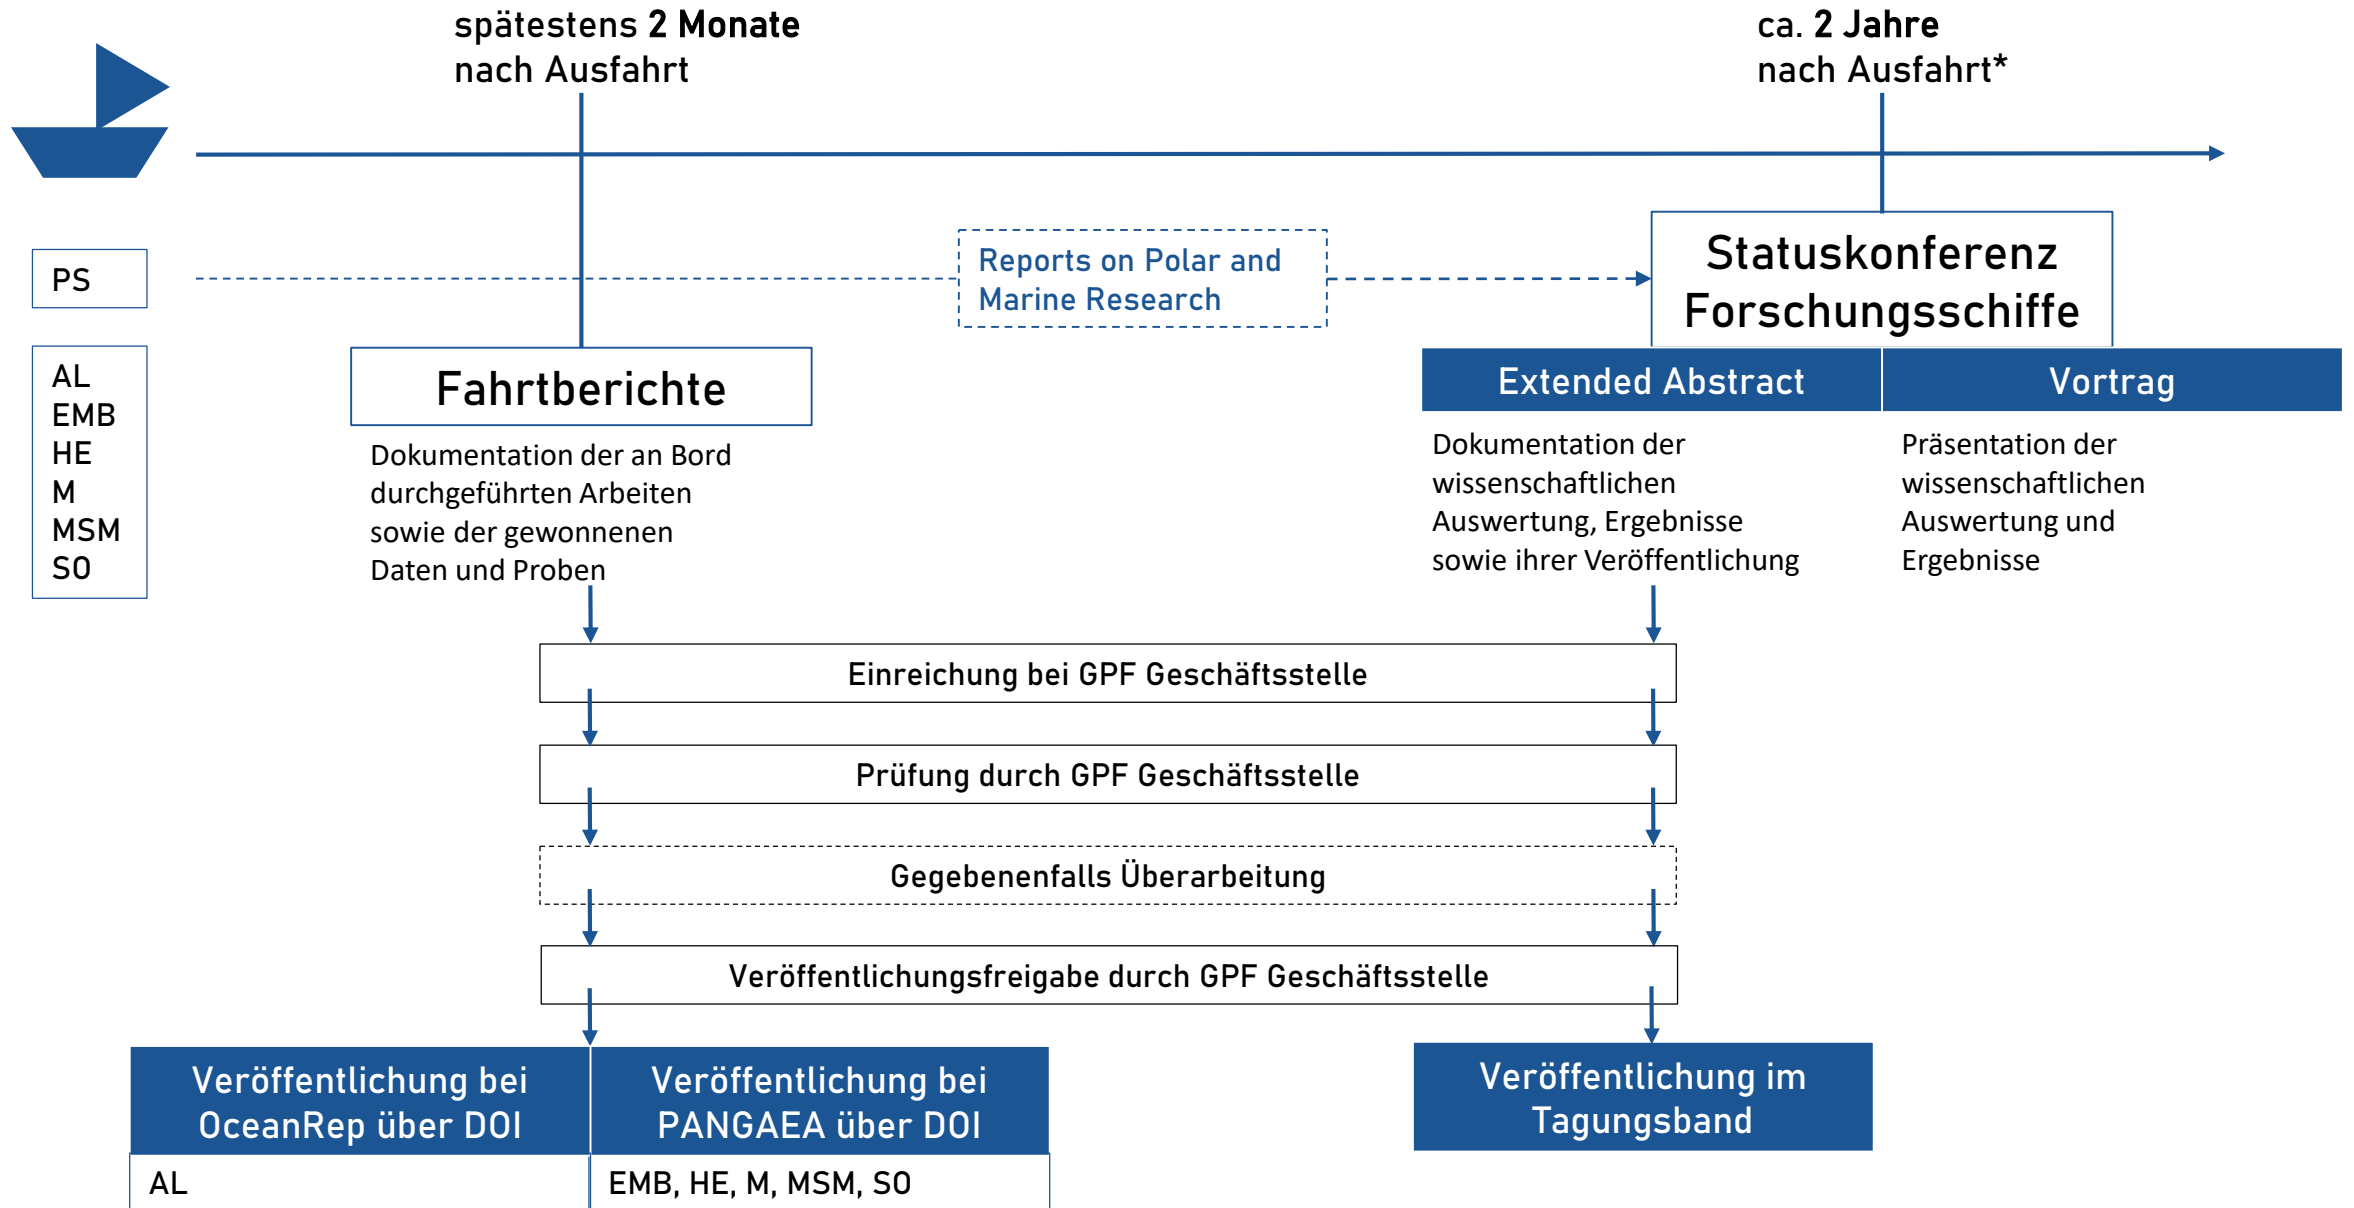 spätestens 2 Monate
nach Ausfahrt
ca. 2 Jahre
nach Ausfahrt*
PS
Reports on Polar and
Marine Research
Statuskonferenz
Forschungsschiffe
AL
EMB
HE
M
MSM
SO
Fahrtberichte
Dokumentation der an Bord
durchgeführten Arbeiten
sowie der gewonnenen
Daten und Proben
Extended Abstract
Dokumentation der
wissenschaftlichen
Auswertung, Ergebnisse
sowie ihrer Veröffentlichung
Vortrag
Präsentation der
wissenschaftlichen
Auswertung und
Ergebnisse
Einreichung bei GPF Geschäftsstelle
Prüfung durch GPF Geschäftsstelle
Gegebenenfalls Überarbeitung
Veröffentlichungsfreigabe durch GPF Geschäftsstelle
Veröffentlichung bei
OceanRep über DOI
AL
Veröffentlichung bei
PANGAEA über DOI
EMB, HE, M, MSM, SO
Veröffentlichung im
Tagungsband